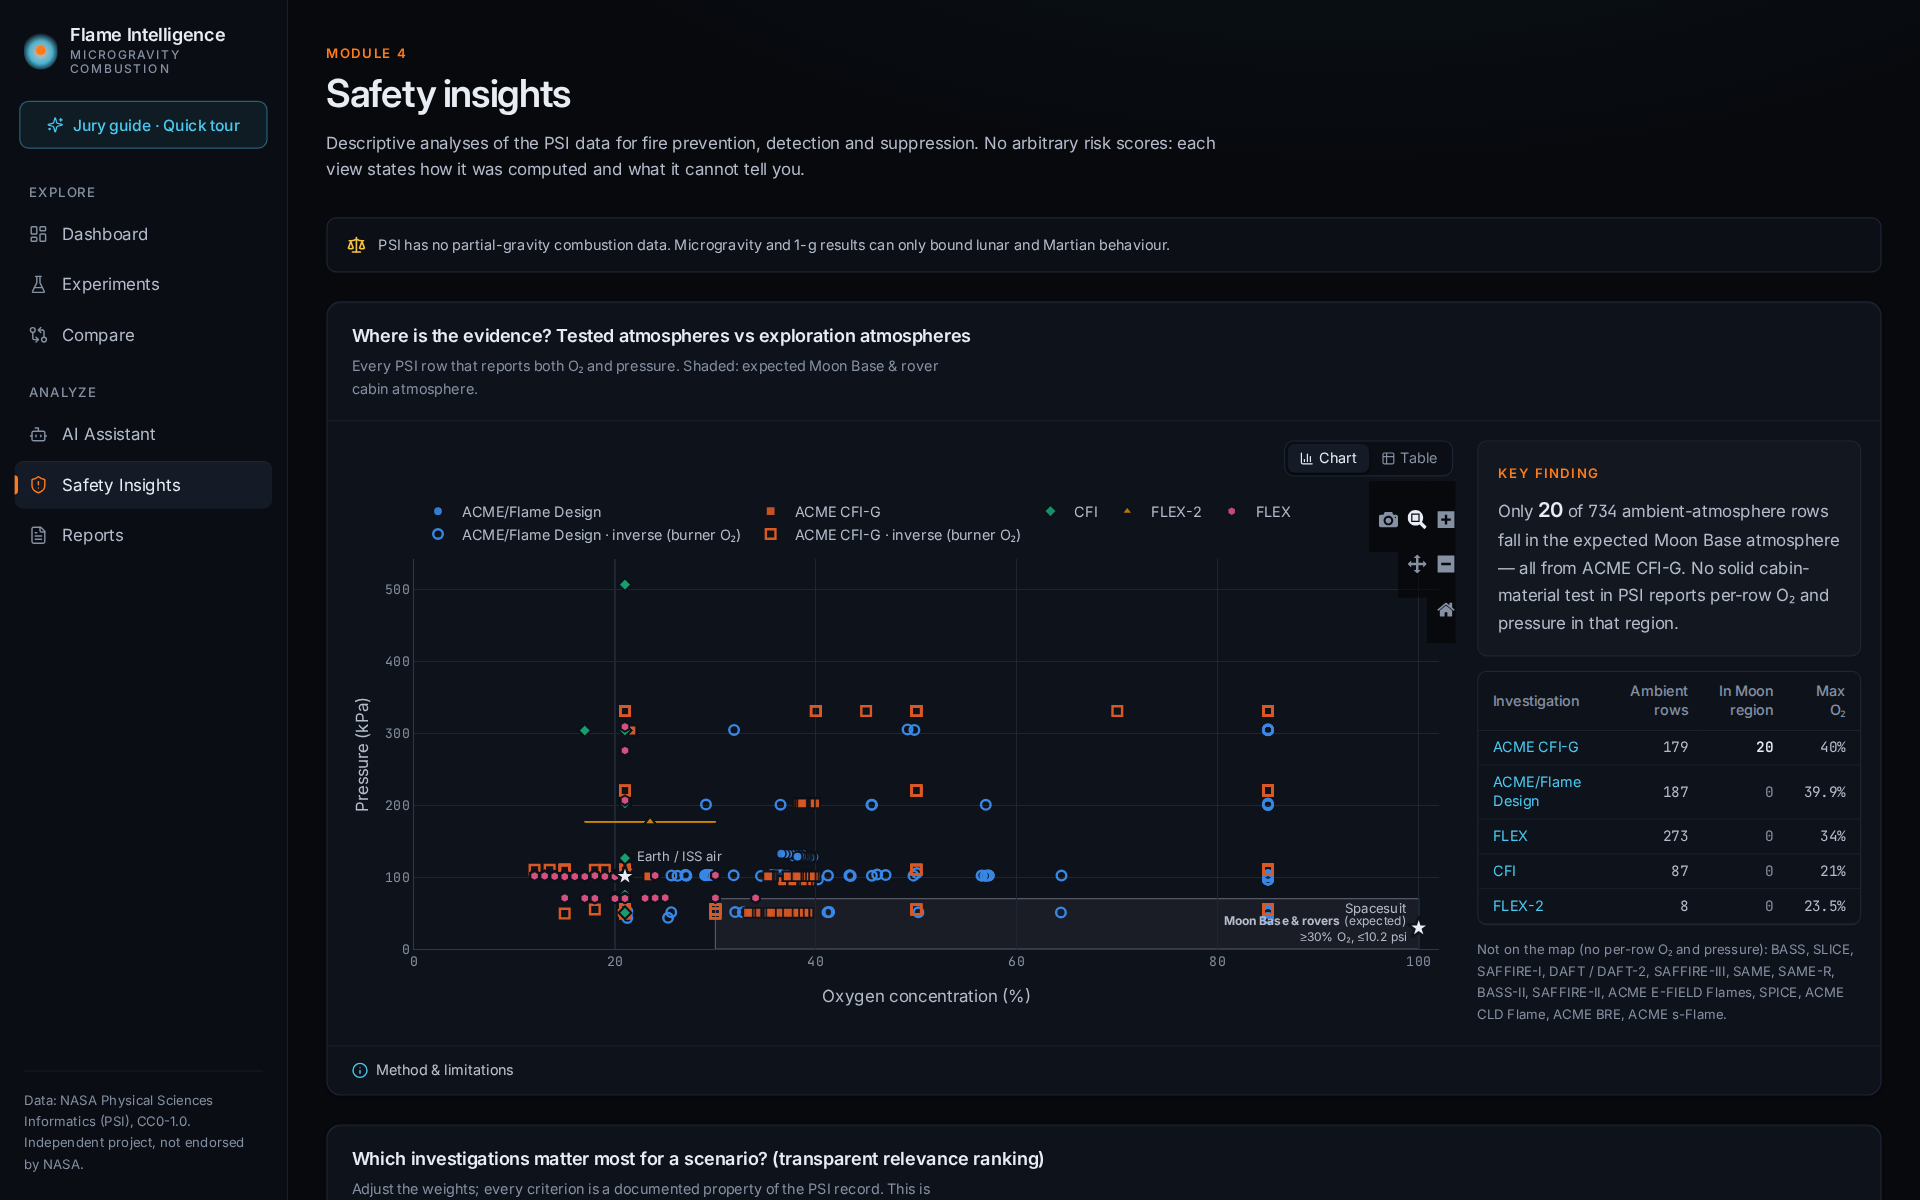 Flame Intelligence
MICROGRAVITY
COMBUSTION
Jury guide · Quick tour
EXPLORE
Dashboard
Experiments
Compare
ANALYZE
AI Assistant
Safety Insights
Reports
Data: NASA Physical Sciences
Informatics (PSI), CC0-1.0.
Independent project, not endorsed
by NASA.
MODULE 4
Safety insights
Descriptive analyses of the PSI data for fire prevention, detection and suppression. No arbitrary risk scores: each
view states how it was computed and what it cannot tell you.
PSI has no partial-gravity combustion data. Microgravity and 1-g results can only bound lunar and Martian behaviour.
Where is the evidence? Tested atmospheres vs exploration atmospheres
Every PSI row that reports both O₂ and pressure. Shaded: expected Moon Base & rover
cabin atmosphere.
Chart
Table
ACME/Flame Design
ACME CFI-G
CFI
FLEX-2
FLEX
ACME/Flame Design · inverse (burner O₂)
ACME CFI-G · inverse (burner O₂)
500
400
300
200
100
0
Pressure (kPa)
Earth / ISS air
Spacesuit
Moon Base & rovers (expected)
≥30% O₂, ≤10.2 psi
0
20
40
60
80
100
Oxygen concentration (%)
KEY FINDING
Only 20 of 734 ambient-atmosphere rows
fall in the expected Moon Base atmosphere
— all from ACME CFI-G. No solid cabin-
material test in PSI reports per-row O₂ and
pressure in that region.
Investigation
Ambient rows
In Moon region
Max O₂
ACME CFI-G 179 20 40%
ACME/Flame Design 187 0 39.9%
FLEX 273 0 34%
CFI 87 0 21%
FLEX-2 8 0 23.5%
Not on the map (no per-row O₂ and pressure): BASS, SLICE,
SAFFIRE-I, DAFT / DAFT-2, SAFFIRE-III, SAME, SAME-R,
BASS-II, SAFFIRE-II, ACME E-FIELD Flames, SPICE, ACME
CLD Flame, ACME BRE, ACME s-Flame.
Method & limitations
Which investigations matter most for a scenario? (transparent relevance ranking)
Adjust the weights; every criterion is a documented property of the PSI record. This is